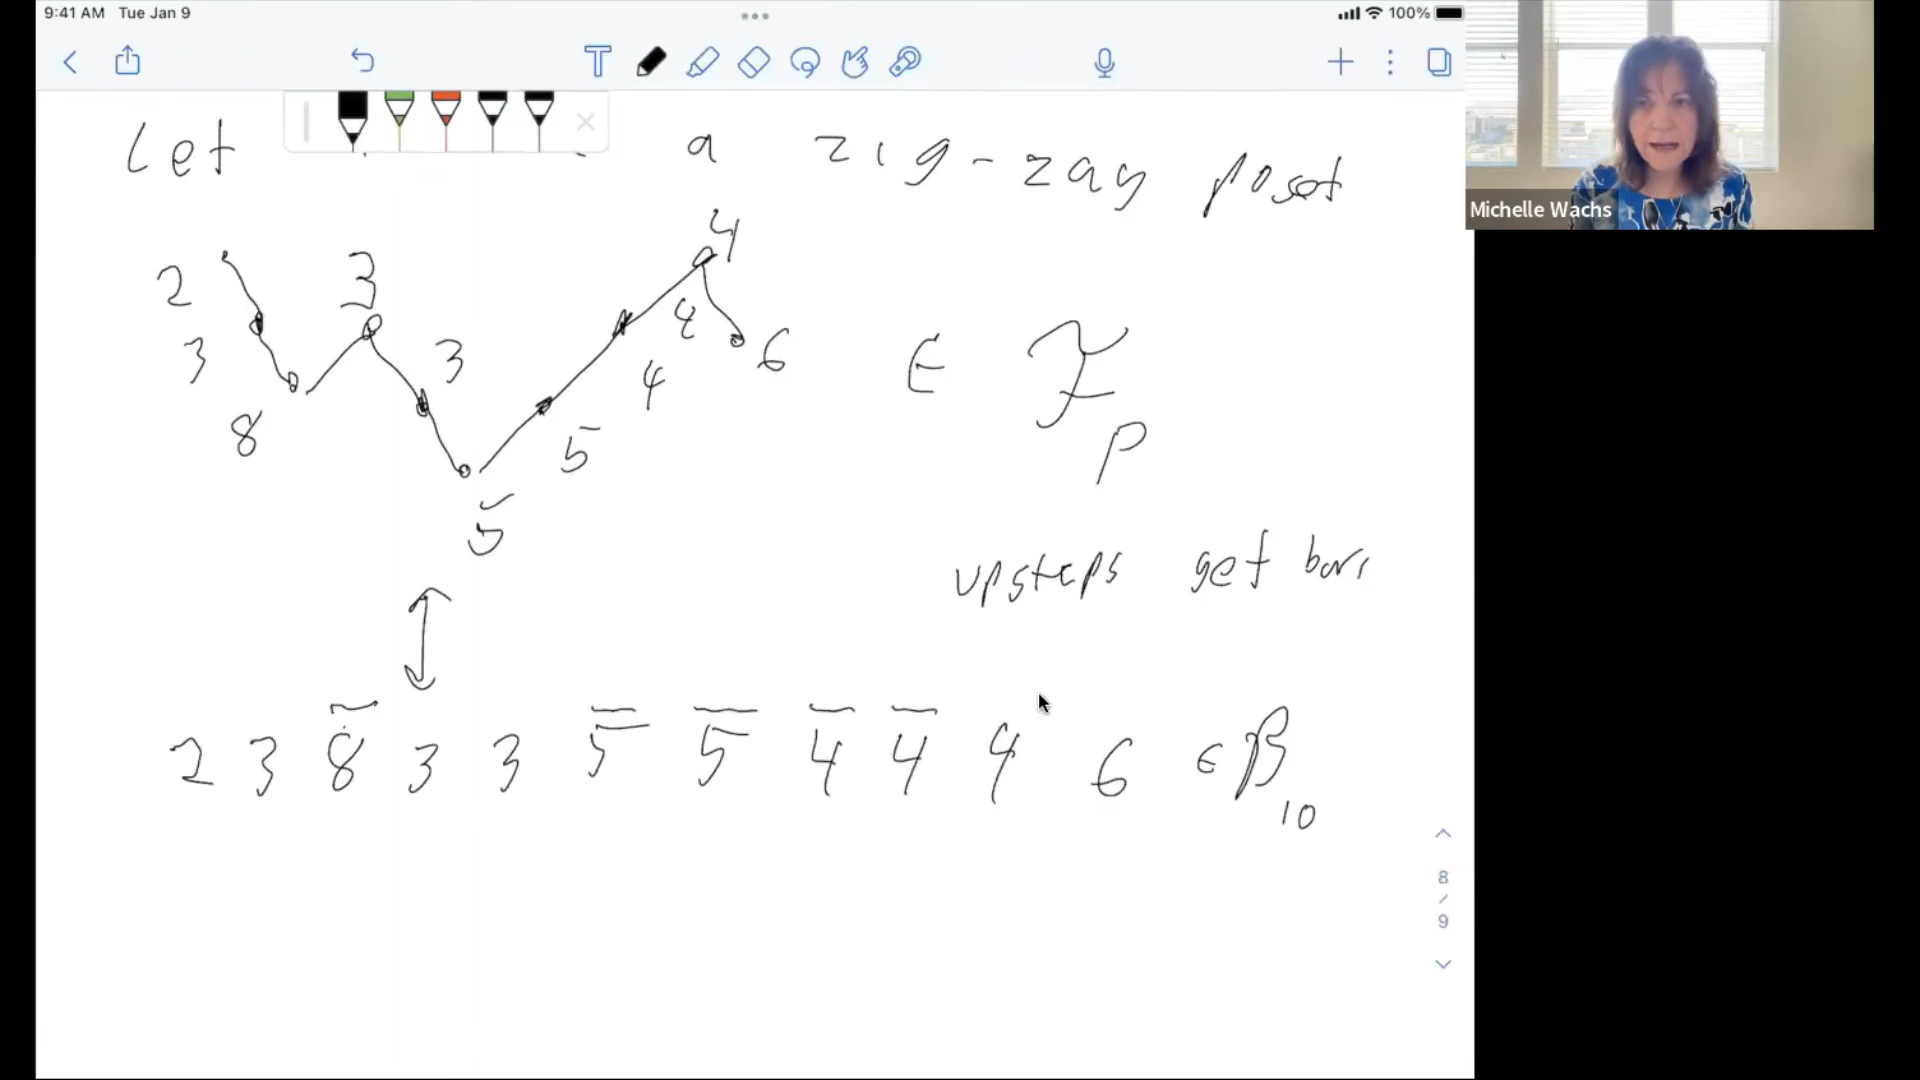 9:41 AM Tue Jan 9 100%
Let a zig-zag poset
Michelle Wachs
2 3 8 3 3 5 5 4 4 4 6 ∈ F_P
upsteps get bars
2 3 8̅ 3 3 5̅ 5̅ 4̅ 4̅ 4 6 ∈ B_10
8
/
9